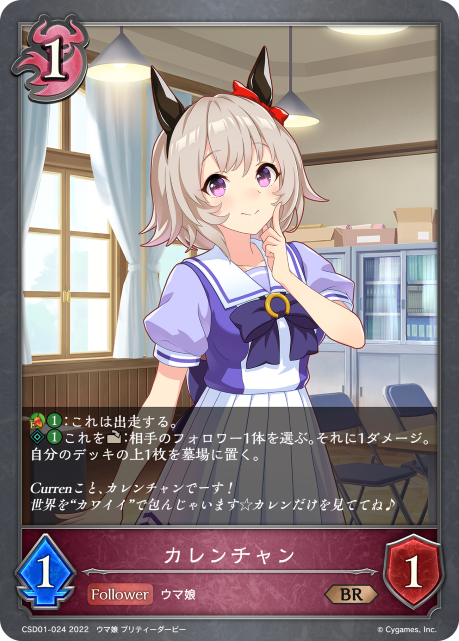 1
1:これは出走する。
1 これを:相手のフォロワー1体を選ぶ。それに1ダメージ。
自分のデッキの上1枚を墓場に置く。
Currenこと、カレンチャンでーす!
世界を“カワイイ”で包んじゃいます☆カレンだけを見ててね♪
カレンチャン
1 Follower ウマ娘 BR 1
CSD01-024 2022 ウマ娘 プリティーダービー © Cygames, Inc.